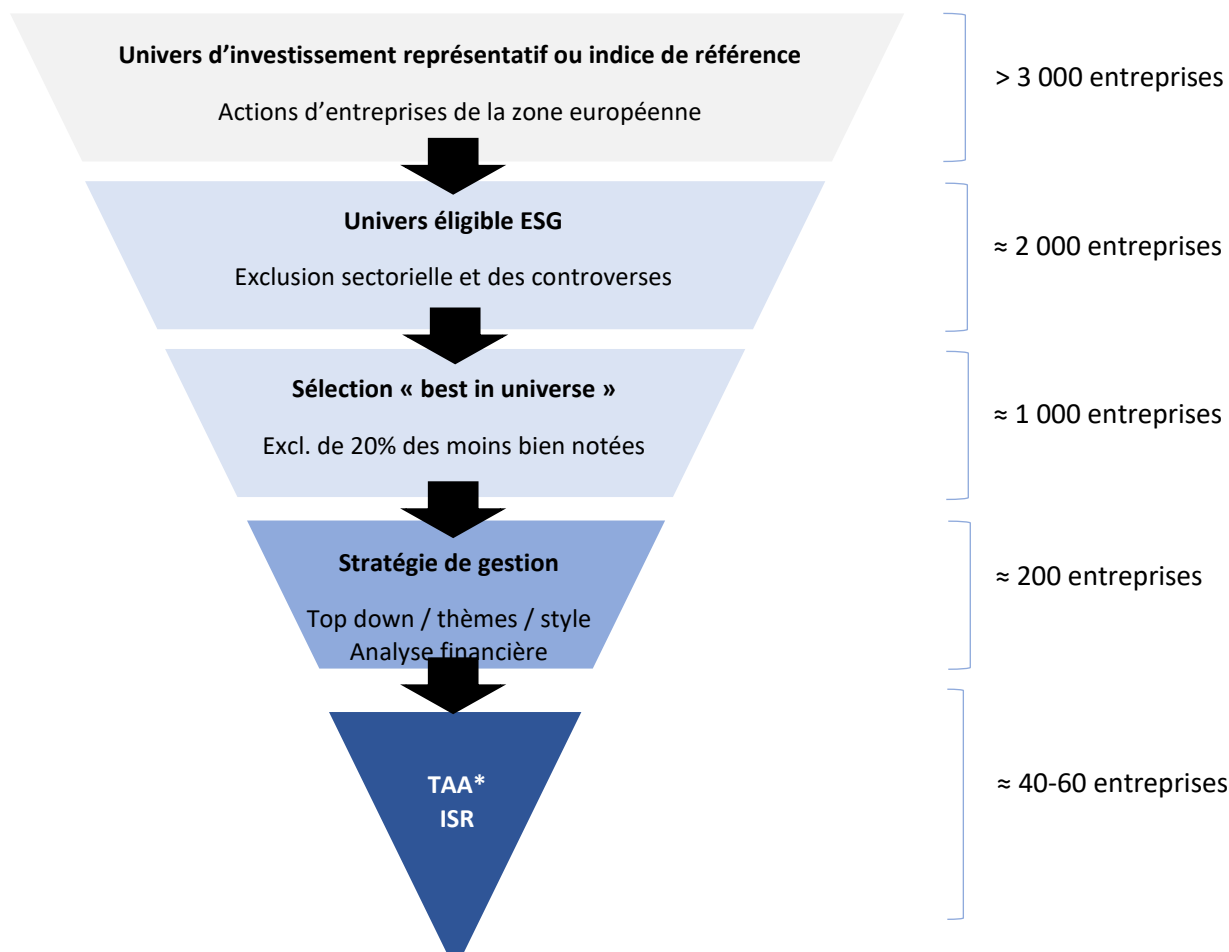 Univers d’investissement représentatif ou indice de référence
Actions d’entreprises de la zone européenne
> 3 000 entreprises
Univers éligible ESG
Exclusion sectorielle et des controverses
≈ 2 000 entreprises
Sélection « best in universe »
Excl. de 20% des moins bien notées
≈ 1 000 entreprises
Stratégie de gestion
Top down / thèmes / style
Analyse financière
≈ 200 entreprises
TAA*
ISR
≈ 40-60 entreprises